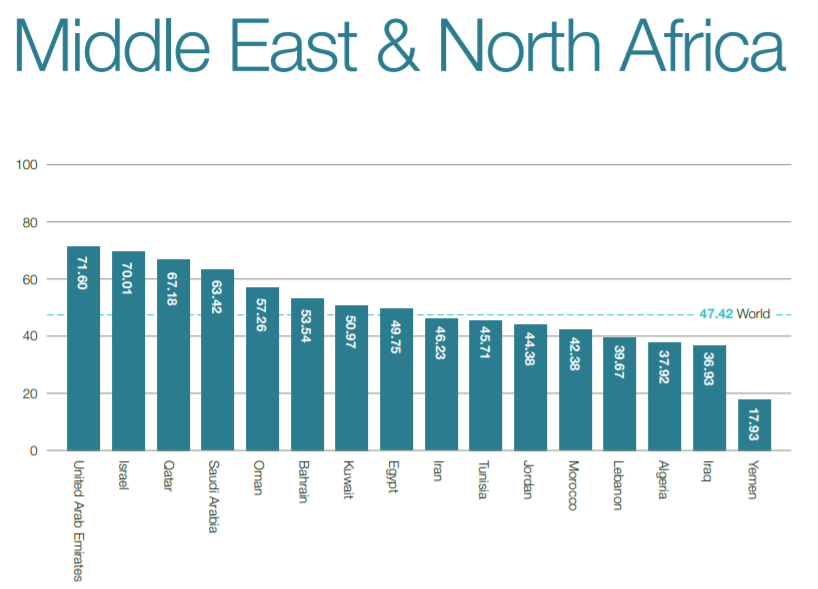 Middle East & North Africa
100
80
60
40
20
0
71.60
70.01
67.18
63.42
57.26
53.54
50.97
49.75
46.23
45.71
44.38
42.38
39.67
37.92
36.93
17.93
47.42 World
United Arab Emirates
Israel
Qatar
Saudi Arabia
Oman
Bahrain
Kuwait
Egypt
Iran
Tunisia
Jordan
Morocco
Lebanon
Algeria
Iraq
Yemen